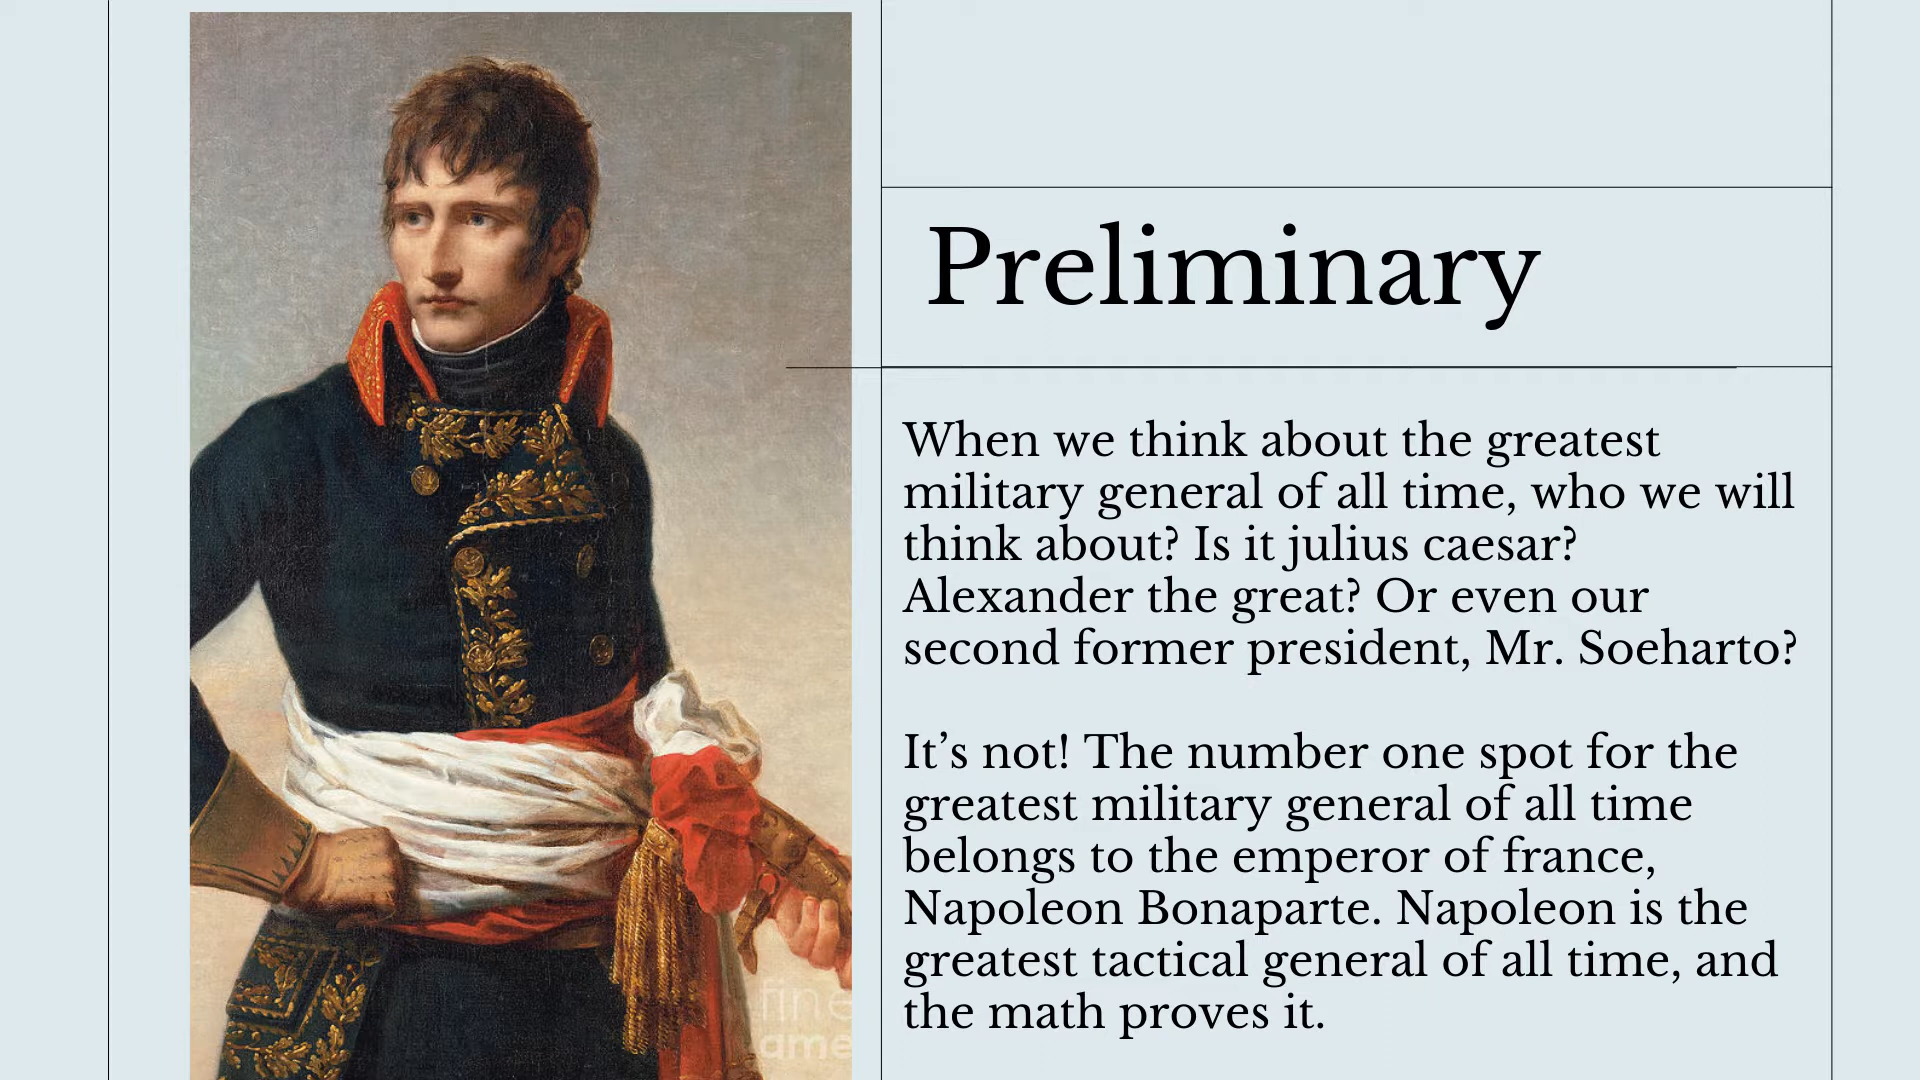 Preliminary
When we think about the greatest
military general of all time, who we will
think about? Is it julius caesar?
Alexander the great? Or even our
second former president, Mr. Soeharto?
It’s not! The number one spot for the
greatest military general of all time
belongs to the emperor of france,
Napoleon Bonaparte. Napoleon is the
greatest tactical general of all time, and
the math proves it.
fine
ame